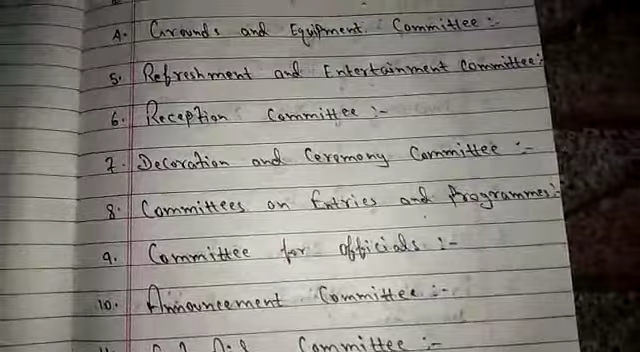 4. Grounds and Equipment Committee :-
5. Refreshment and Entertainment Committee:-
6. Reception Committee :-
7. Decoration and Ceremony Committee :-
8. Committees on Entries and Programmes:-
9. Committee for officials :-
10. Announcement Committee :-
Committee :-